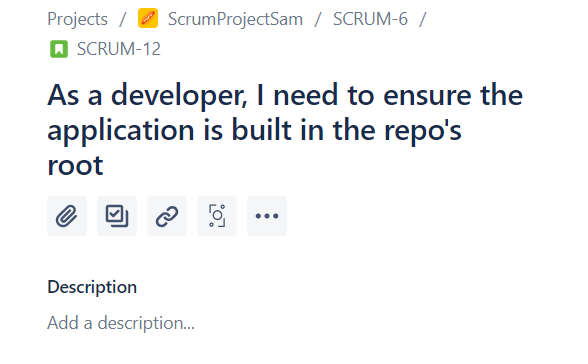 Projects / ScrumProjectSam / SCRUM-6 /
SCRUM-12
As a developer, I need to ensure the
application is built in the repo's
root
Description
Add a description...